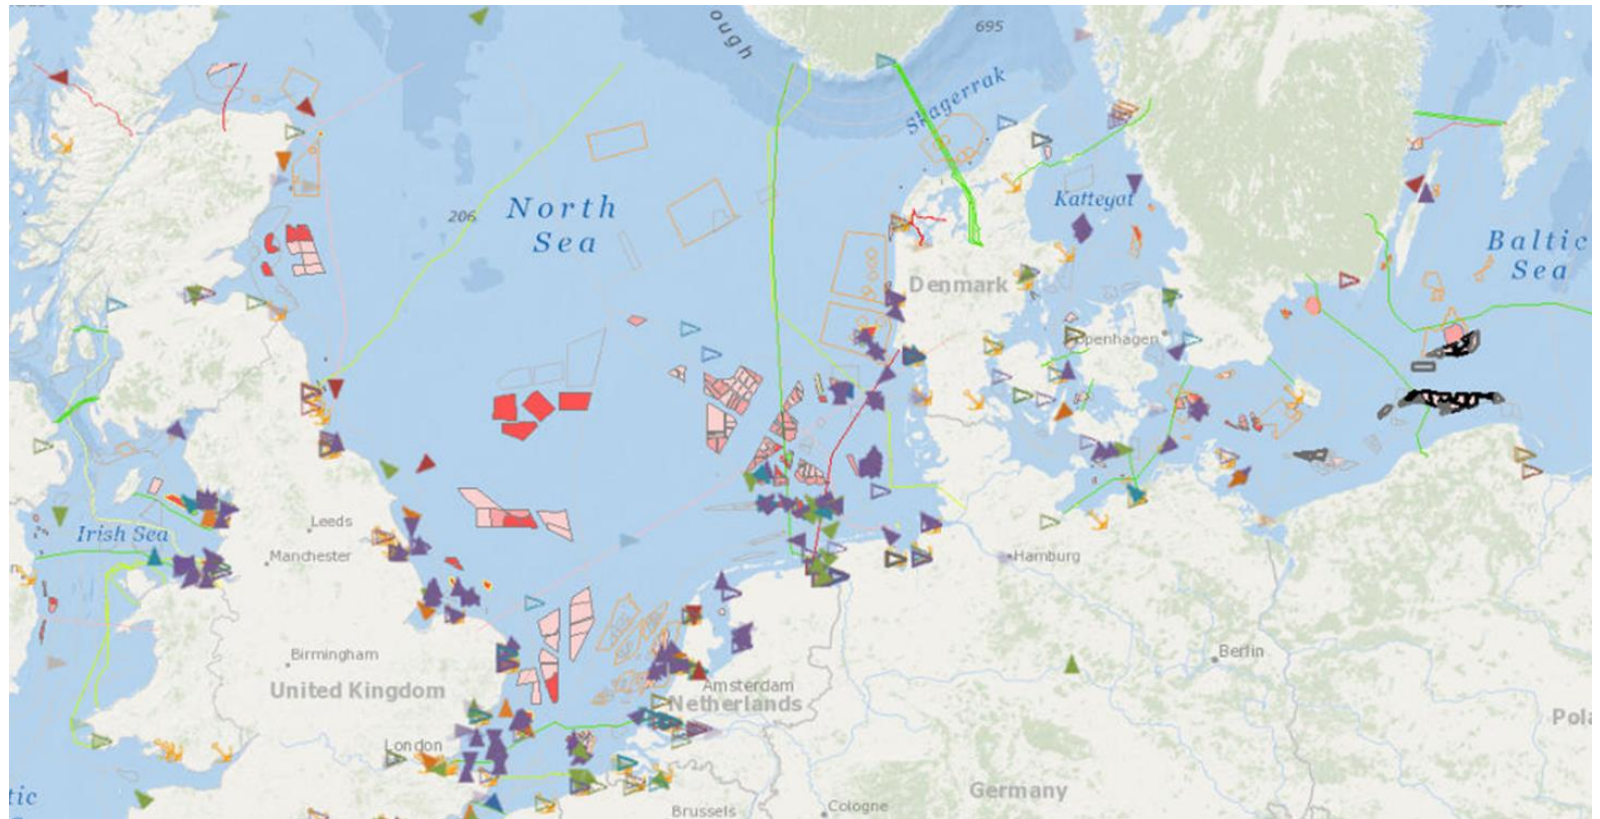 ough
695
Skagerrak
206
North
Sea
Kattegat
Baltic
Sea
Denmark
openhagen
Irish Sea
Leeds
Manchester
Hamburg
Birmingham
Berlin
United Kingdom
Amsterdam
Netherlands
Pola
London
tic
Germany
Brussels
Cologne